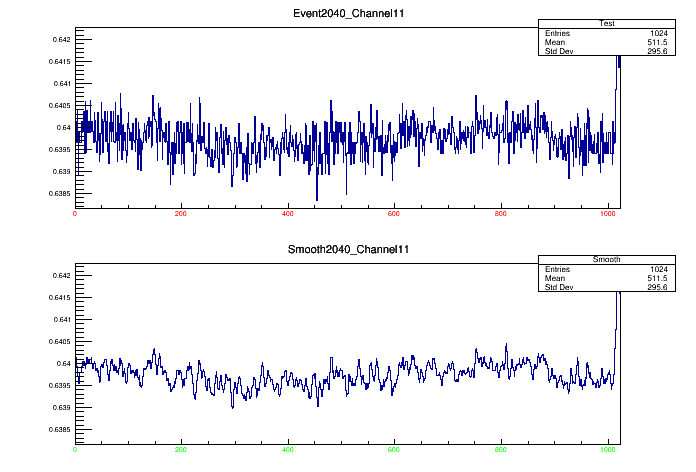 Event2040_Channel11
Test
Entries 1024
Mean 511.5
Std Dev 295.6
0.642
0.6415
0.641
0.6405
0.64
0.6395
0.639
0.6385
0 200 400 600 800 1000
Smooth2040_Channel11
Smooth
Entries 1024
Mean 511.5
Std Dev 295.6
0.642
0.6415
0.641
0.6405
0.64
0.6395
0.639
0.6385
0 200 400 600 800 1000